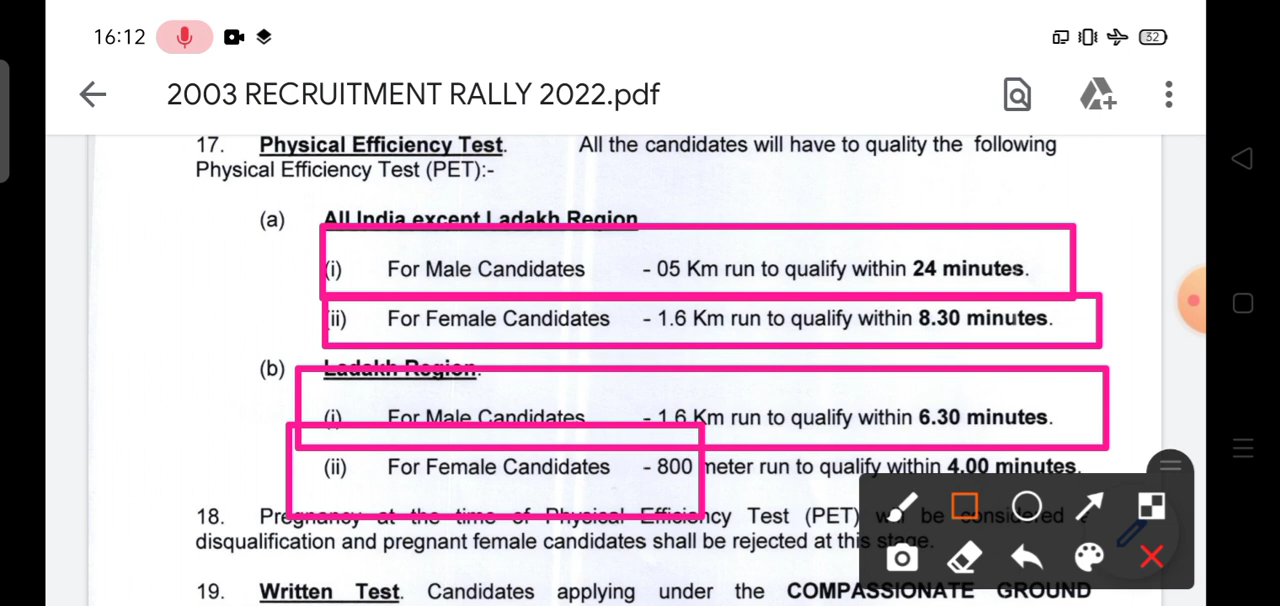 16:12
32
2003 RECRUITMENT RALLY 2022.pdf
17. Physical Efficiency Test. All the candidates will have to quality the following
Physical Efficiency Test (PET):-
(a) All India except Ladakh Region
(i) For Male Candidates - 05 Km run to qualify within 24 minutes.
(ii) For Female Candidates - 1.6 Km run to qualify within 8.30 minutes.
(b) Ladakh Region.
(i) For Male Candidates - 1.6 Km run to qualify within 6.30 minutes.
(ii) For Female Candidates - 800 meter run to qualify within 4.00 minutes.
18. Pregnancy at the time of Physical Efficiency Test (PET) will be considered
disqualification and pregnant female candidates shall be rejected at this stage.
19. Written Test. Candidates applying under the COMPASSIONATE GROUND